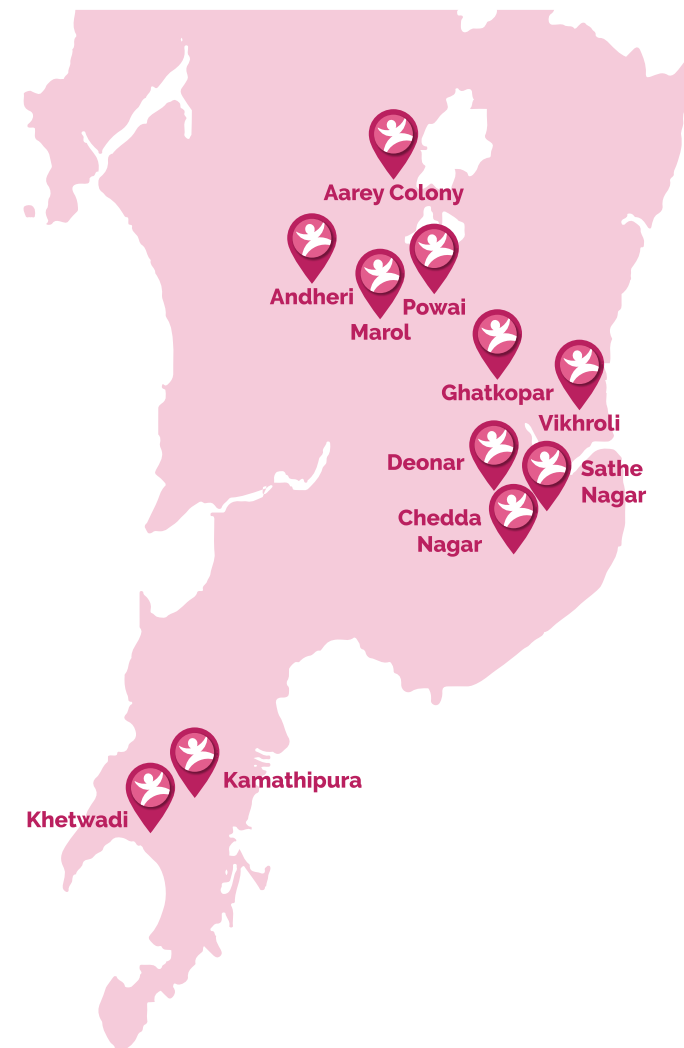 Aarey Colony
Andheri
Powai
Marol
Ghatkopar
Vikhroli
Deonar
Sathe
Nagar
Chedda
Nagar
Kamathipura
Khetwadi